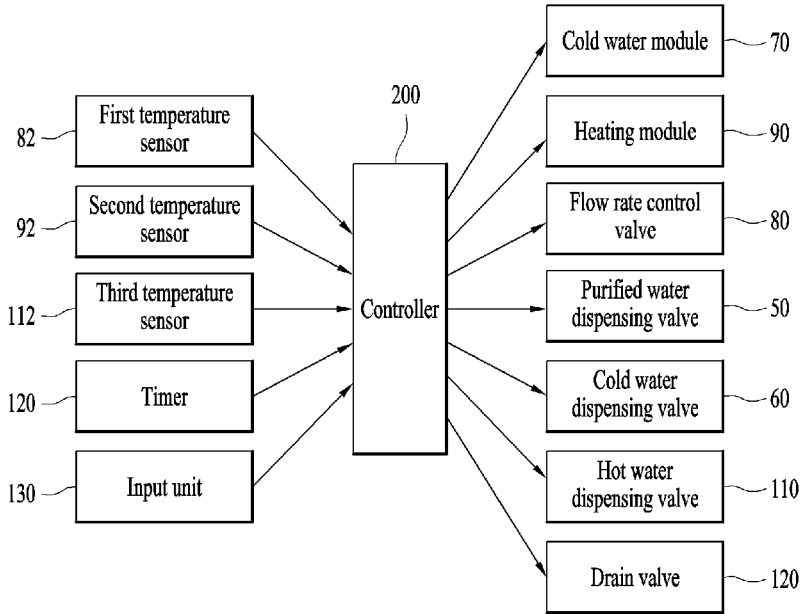 200
82
First temperature
sensor
92
Second temperature
sensor
112
Third temperature
sensor
120
Timer
130
Input unit
Controller
Cold water module
70
Heating module
90
Flow rate control
valve
80
Purified water
dispensing valve
50
Cold water
dispensing valve
60
Hot water
dispensing valve
110
Drain valve
120